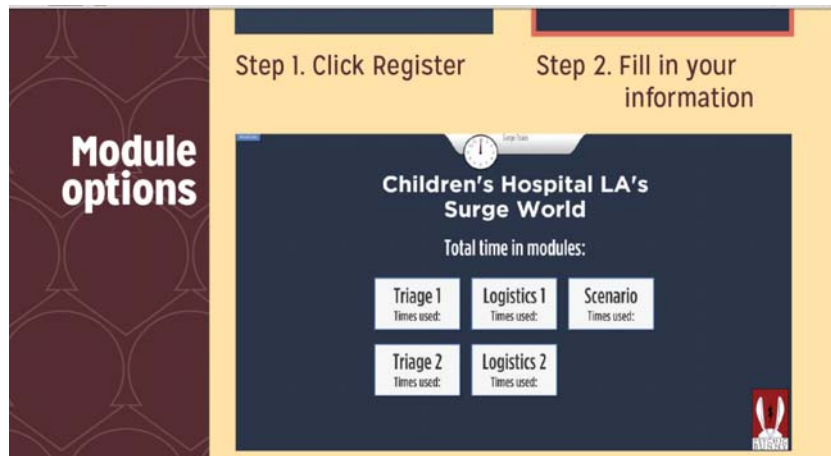 Step 1. Click Register
Step 2. Fill in your
information
Module
options
Surge Train
Children's Hospital LA's
Surge World
Total time in modules:
Triage 1
Times used:
Logistics 1
Times used:
Scenario
Times used:
Triage 2
Times used:
Logistics 2
Times used: